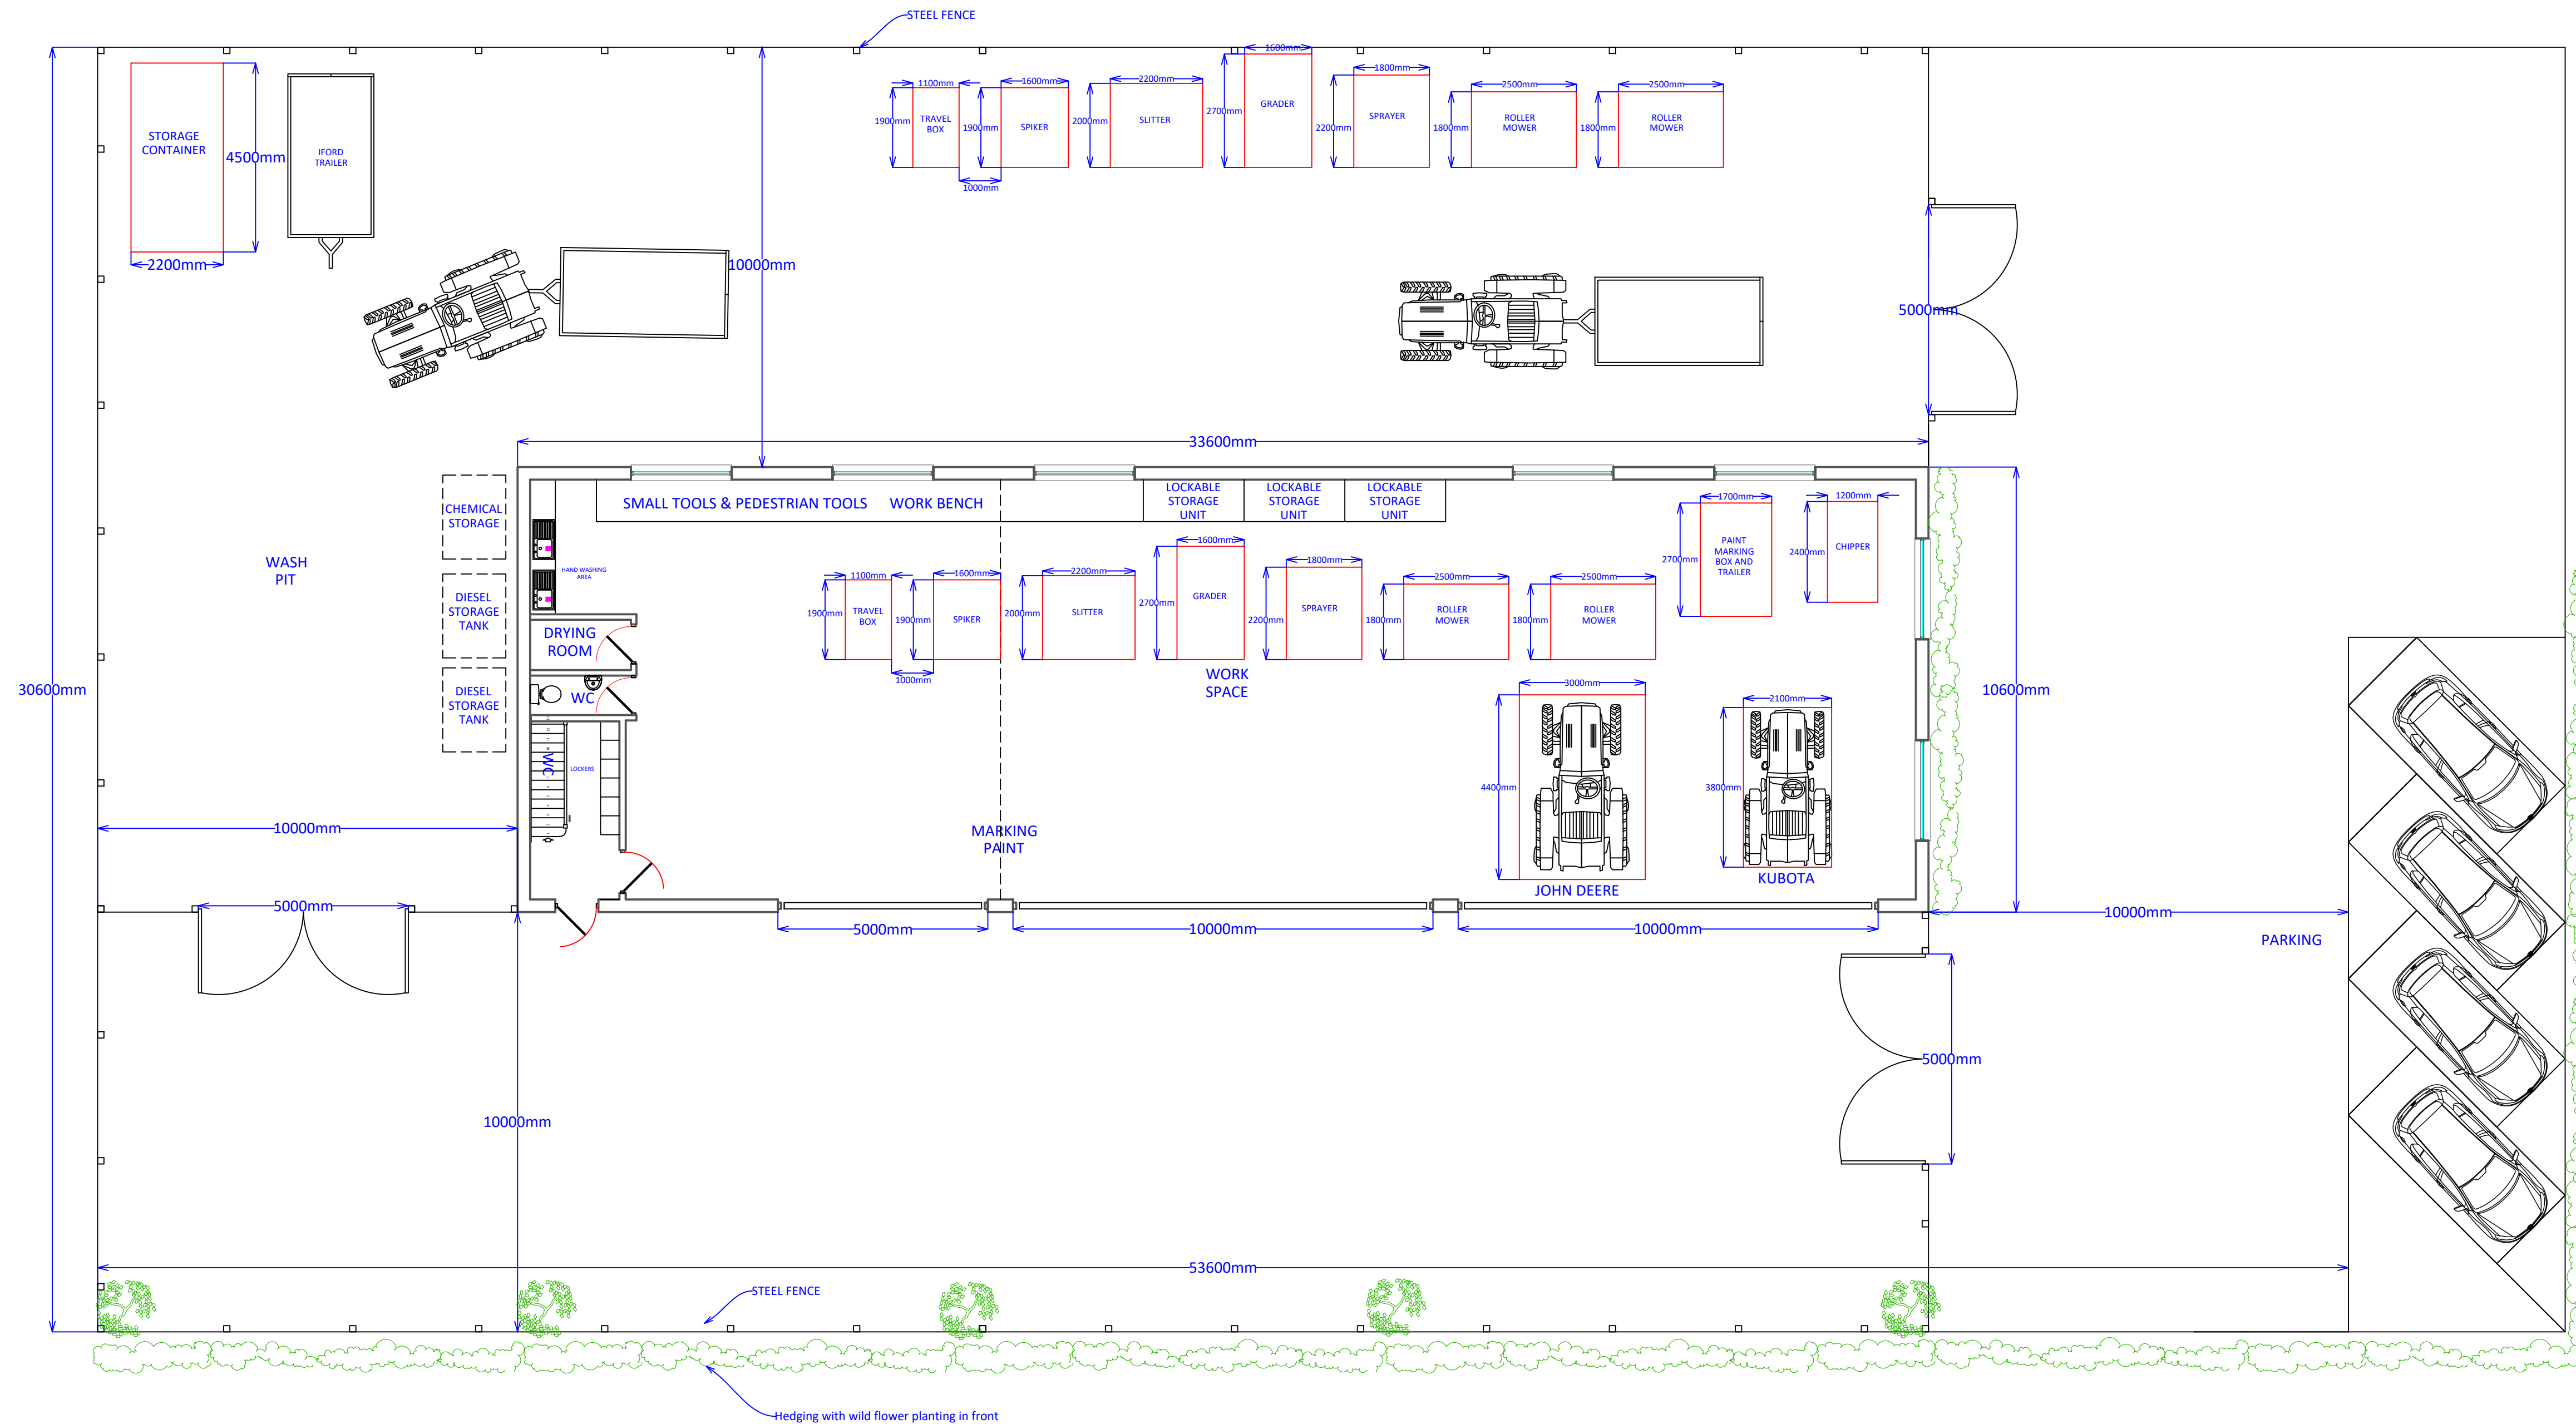 STEEL FENCE
1600mm
1100mm
1600mm
2200mm
1800mm
2500mm
2500mm
STORAGE
CONTAINER
4500mm
IFORD
TRAILER
1900mm
TRAVEL
BOX
1900mm
SPIKER
2000mm
SLITTER
2700mm
GRADER
2200mm
SPRAYER
1800mm
ROLLER
MOWER
1800mm
ROLLER
MOWER
1000mm
2200mm
10000mm
5000mm
33600mm
CHEMICAL
STORAGE
SMALL TOOLS & PEDESTRIAN TOOLS
WORK BENCH
LOCKABLE
STORAGE
UNIT
LOCKABLE
STORAGE
UNIT
LOCKABLE
STORAGE
UNIT
1700mm
1200mm
2700mm
PAINT
MARKING
BOX AND
TRAILER
2400mm
CHIPPER
WASH
PIT
HAND WASHING
AREA
1100mm
1600mm
2200mm
1600mm
1800mm
2500mm
2500mm
DIESEL
STORAGE
TANK
DRYING
ROOM
1900mm
TRAVEL
BOX
1900mm
SPIKER
2000mm
SLITTER
2700mm
GRADER
2200mm
SPRAYER
1800mm
ROLLER
MOWER
1800mm
ROLLER
MOWER
1000mm
WORK
SPACE
30600mm
DIESEL
STORAGE
TANK
WC
3000mm
2100mm
10600mm
WC
LOCKERS
4400mm
3800mm
10000mm
MARKING
PAINT
JOHN DEERE
KUBOTA
5000mm
5000mm
10000mm
10000mm
10000mm
PARKING
5000mm
10000mm
53600mm
STEEL FENCE
Hedging with wild flower planting in front